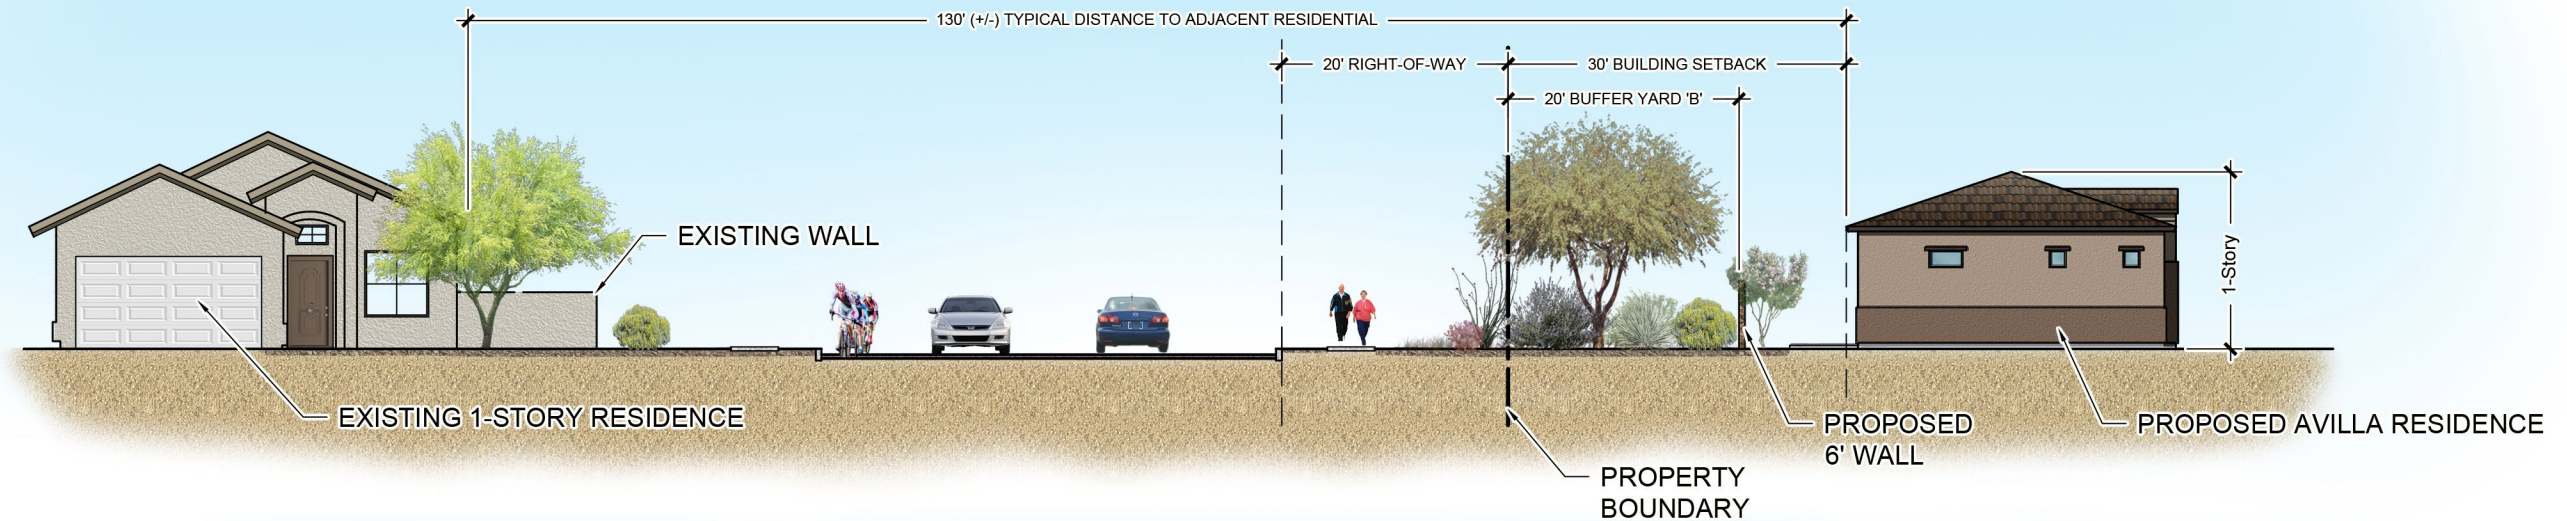 130' (+/-) TYPICAL DISTANCE TO ADJACENT RESIDENTIAL
20' RIGHT-OF-WAY
30' BUILDING SETBACK
20' BUFFER YARD 'B'
EXISTING WALL
1-Story
EXISTING 1-STORY RESIDENCE
PROPOSED
6' WALL
PROPOSED AVILLA RESIDENCE
PROPERTY
BOUNDARY